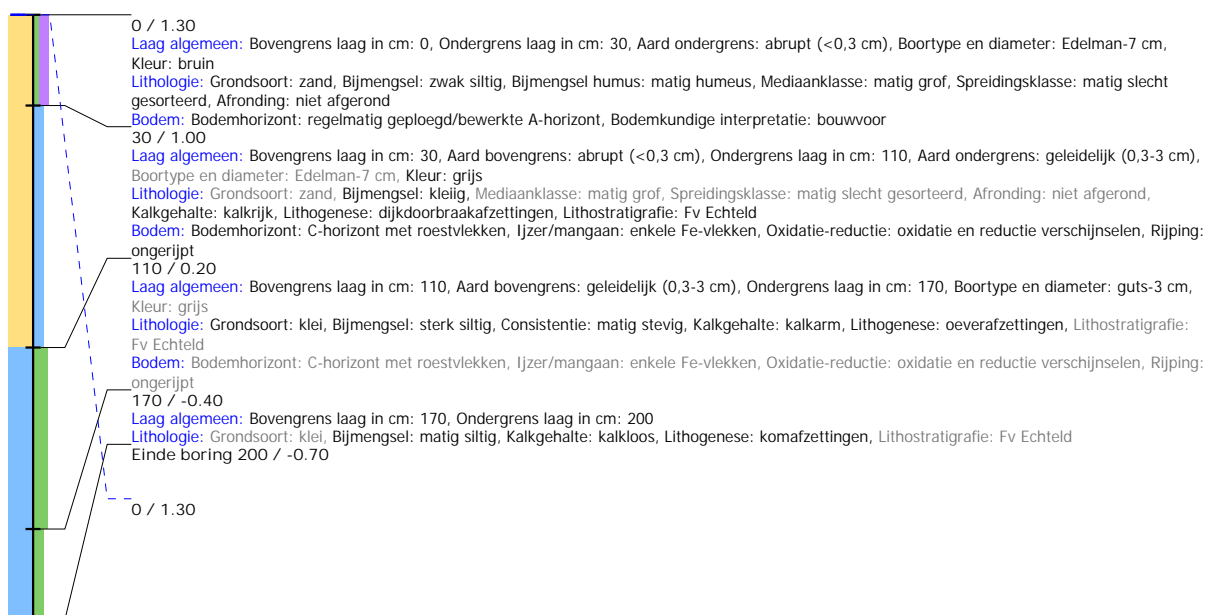 0 / 1.30
Laag algemeen: Bovengrens laag in cm: 0, Ondergrens laag in cm: 30, Aard ondergrens: abrupt (<0,3 cm), Boortype en diameter: Edelman-7 cm,
Kleur: bruin
Lithologie: Grondsoort: zand, Bijmengsel: zwak siltig, Bijmengsel humus: matig humeus, Mediaanklasse: matig grof, Spreidingsklasse: matig slecht
gesorteerd, Afronding: niet afgerond
Bodem: Bodemhorizont: regelmatig geploegd/bewerkte A-horizont, Bodemkundige interpretatie: bouwvoor
30 / 1.00
Laag algemeen: Bovengrens laag in cm: 30, Aard bovengrens: abrupt (<0,3 cm), Ondergrens laag in cm: 110, Aard ondergrens: geleidelijk (0,3-3 cm),
Boortype en diameter: Edelman-7 cm, Kleur: grijs
Lithologie: Grondsoort: zand, Bijmengsel: kleiig, Mediaanklasse: matig grof, Spreidingsklasse: matig slecht gesorteerd, Afronding: niet afgerond,
Kalkgehalte: kalkrijk, Lithogenese: dijkdoorbraakafzettingen, Lithostratigrafie: Fv Echteld
Bodem: Bodemhorizont: C-horizont met roestvlekken, Ijzer/mangaan: enkele Fe-vlekken, Oxidatie-reductie: oxidatie en reductie verschijnselen, Rijping:
ongerijpt
110 / 0.20
Laag algemeen: Bovengrens laag in cm: 110, Aard bovengrens: geleidelijk (0,3-3 cm), Ondergrens laag in cm: 170, Boortype en diameter: guts-3 cm,
Kleur: grijs
Lithologie: Grondsoort: klei, Bijmengsel: sterk siltig, Consistentie: matig stevig, Kalkgehalte: kalkarm, Lithogenese: oeverafzettingen, Lithostratigrafie:
Fv Echteld
Bodem: Bodemhorizont: C-horizont met roestvlekken, Ijzer/mangaan: enkele Fe-vlekken, Oxidatie-reductie: oxidatie en reductie verschijnselen, Rijping:
ongerijpt
170 / -0.40
Laag algemeen: Bovengrens laag in cm: 170, Ondergrens laag in cm: 200
Lithologie: Grondsoort: klei, Bijmengsel: matig siltig, Kalkgehalte: kalkloos, Lithogenese: komafzettingen, Lithostratigrafie: Fv Echteld
Einde boring 200 / -0.70
0 / 1.30